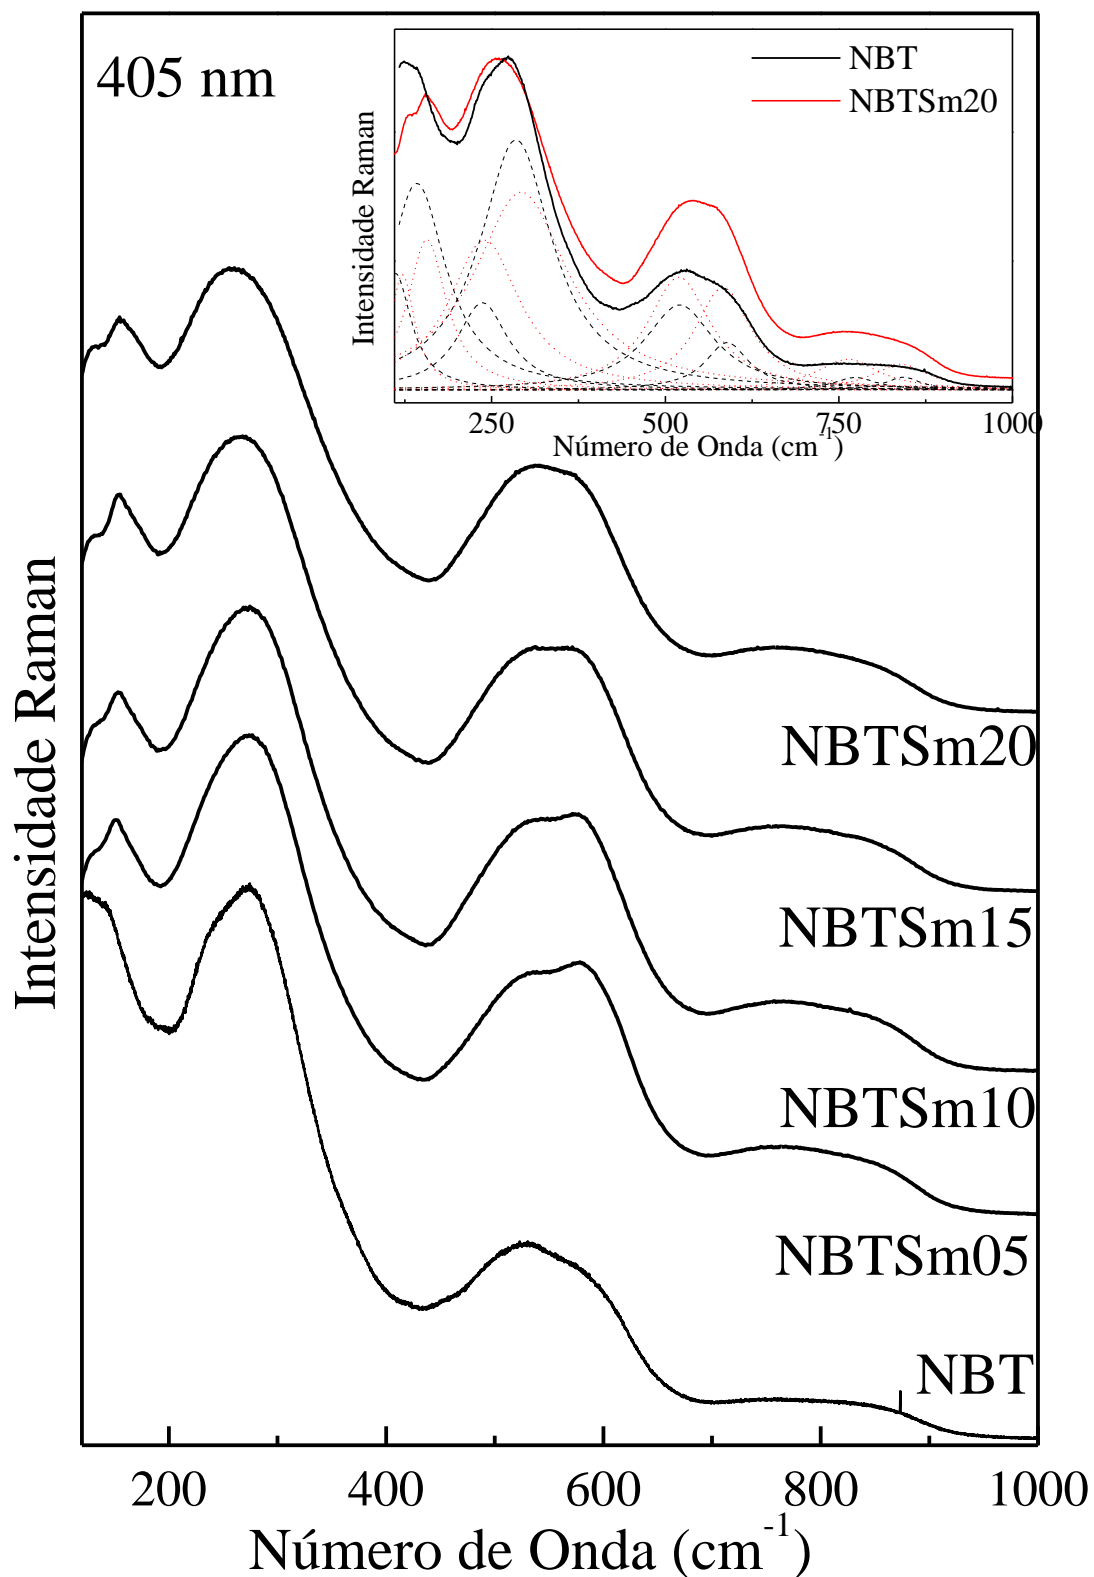 405 nm
NBT
NBTSm20
Intensidade Raman
250 500 750 1000
Número de Onda (cm-1)
Intensidade Raman
NBTSm20
NBTSm15
NBTSm10
NBTSm05
NBT
200 400 600 800 1000
Número de Onda (cm-1)